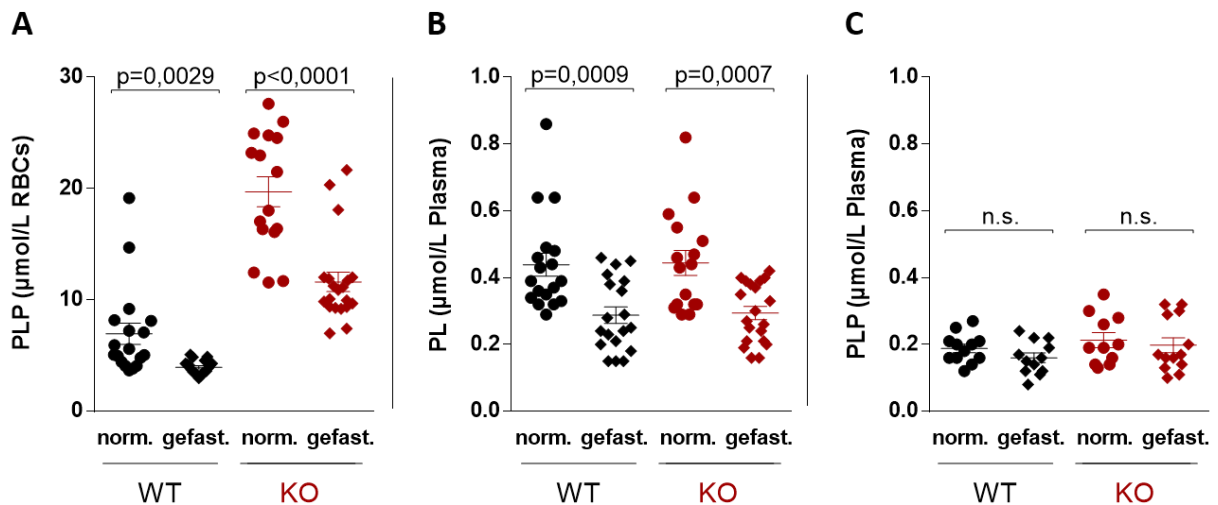 A
PLP (µmol/L RBCs)
30
20
10
0
p=0,0029
p<0,0001
norm. gefast. norm. gefast.
WT
KO
B
PL (µmol/L Plasma)
1.0
0.8
0.6
0.4
0.2
0.0
p=0,0009
p=0,0007
norm. gefast. norm. gefast.
WT
KO
C
PLP (µmol/L Plasma)
1.0
0.8
0.6
0.4
0.2
0.0
n.s.
n.s.
norm. gefast. norm. gefast.
WT
KO